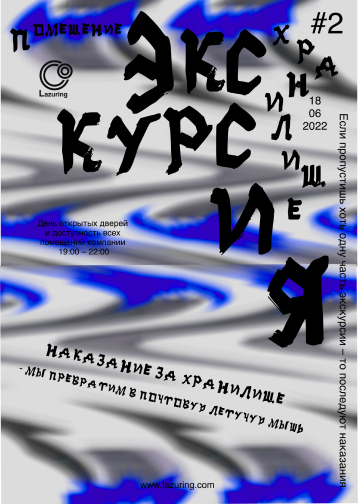 ПОМЕЩЕНИЕ
#2
ЭКС
КУРС
И
Я
ХРАНИЛИЩЕ
Lazuring
18
06
2022
День открытых дверей
и доступность всех
помещений компании
19:00 – 22:00
Если пропустишь хоть одну часть экскурсии – то последуют наказания
НАКАЗАНИЕ ЗА ХРАНИЛИЩЕ
- МЫ ПРЕВРАТИМ В ПОЧТОВУЮ ЛЕТУЧУЮ МЫШЬ
www.lazuring.com